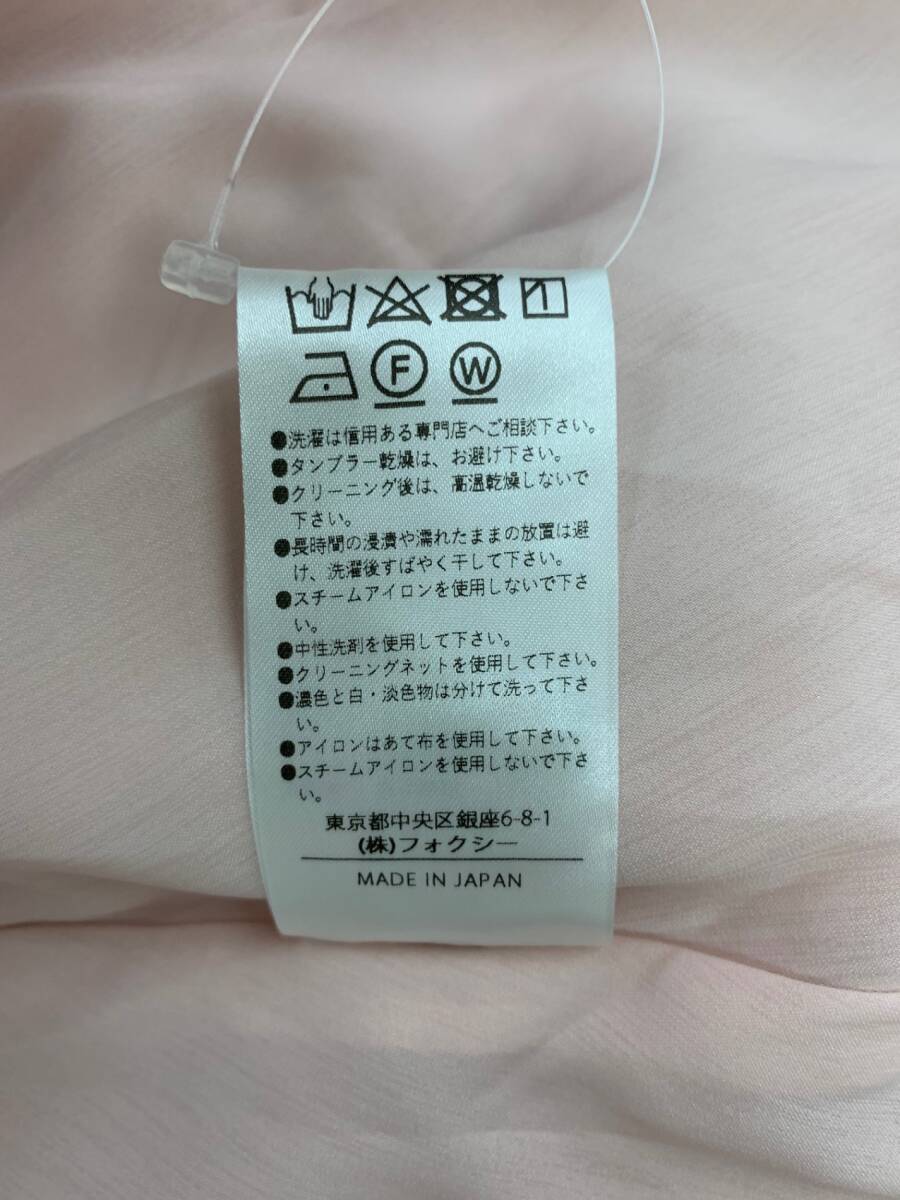 F W
●洗濯は信用ある専門店へご相談下さい。
●タンブラー乾燥は、お避け下さい。
●クリーニング後は、高温乾燥しないで
下さい。
●長時間の浸漬や濡れたままの放置は避
け、洗濯後すばやく干して下さい。
●スチームアイロンを使用しないで下さ
い。
●中性洗剤を使用して下さい。
●クリーニングネットを使用して下さい。
●濃色と白・淡色物は分けて洗って下さ
い。
●アイロンはあて布を使用して下さい。
●スチームアイロンを使用しないで下さ
い。
東京都中央区銀座6-8-1
(株)フォクシー
MADE IN JAPAN